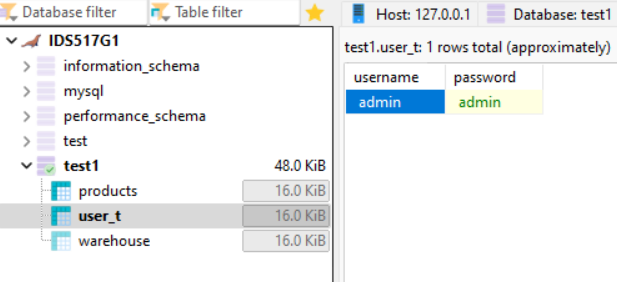 Database filter
Table filter
IDS517G1
information_schema
mysql
performance_schema
test
test1 48.0 KiB
products 16.0 KiB
user_t 16.0 KiB
warehouse 16.0 KiB
Host: 127.0.0.1
Database: test1
test1.user_t: 1 rows total (approximately)
username password
admin admin